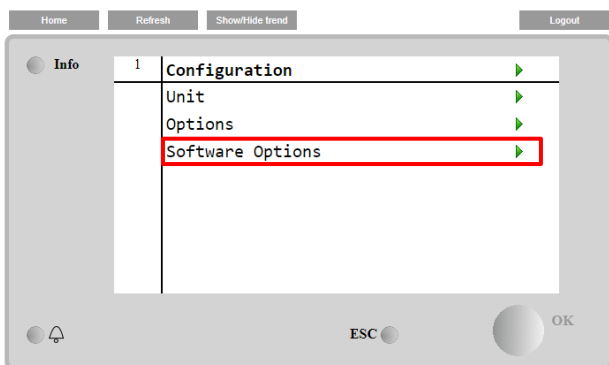 Home Refresh Show/Hide trend Logout
Info 1 Configuration
Unit
Options
Software Options
ESC OK